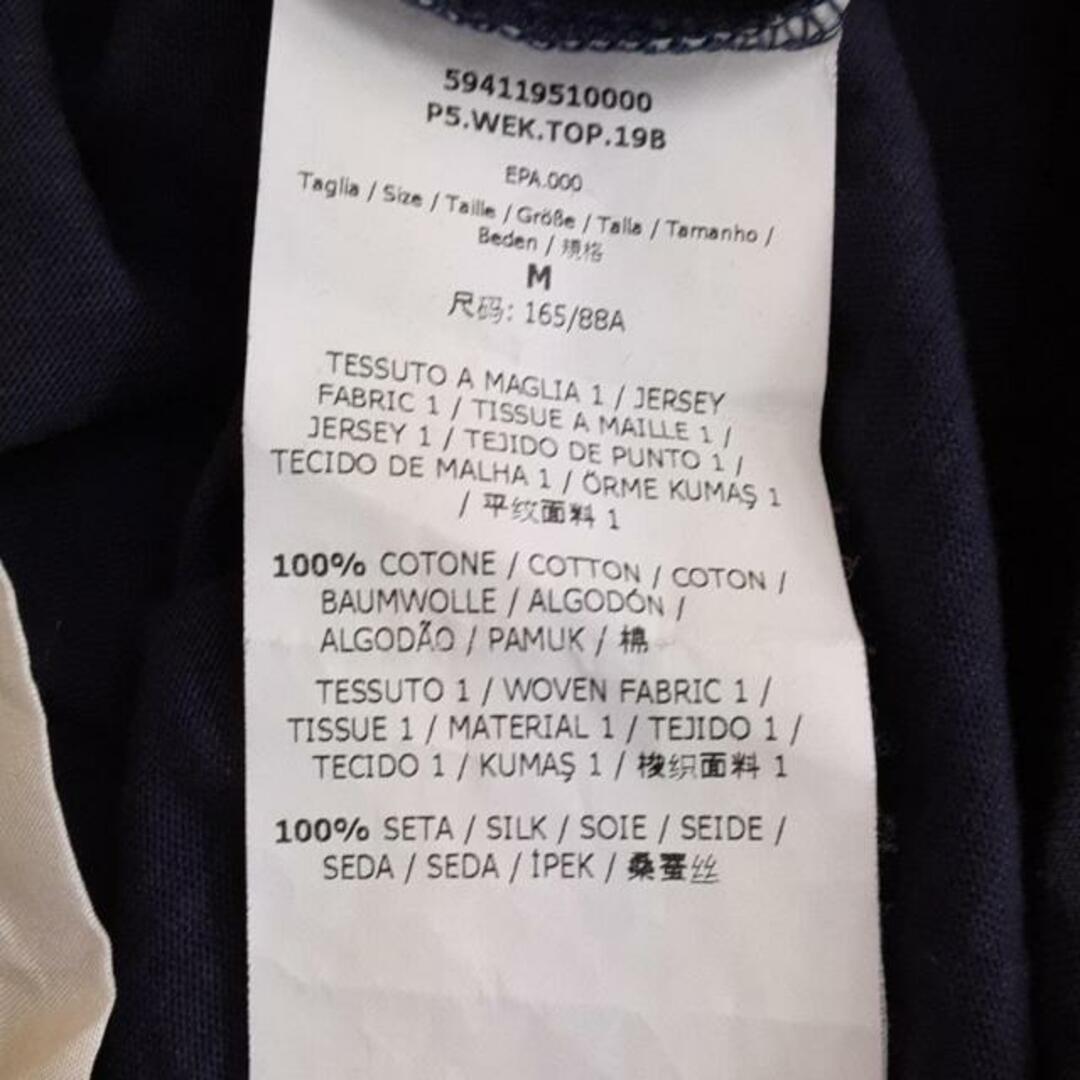 594119510000
P5.WEK.TOP.19B
EPA.000
Taglia / Size / Taille / Größe / Talla / Tamanho /
Beden / 規格
M
尺码: 165/88A
TESSUTO A MAGLIA 1 / JERSEY
FABRIC 1 / TISSUE A MAILLE 1 /
JERSEY 1 / TEJIDO DE PUNTO 1 /
TECIDO DE MALHA 1 / ÖRME KUMAŞ 1
/ 平纹面料 1
100% COTONE / COTTON / COTON /
BAUMWOLLE / ALGODÓN /
ALGODÃO / PAMUK / 棉
TESSUTO 1 / WOVEN FABRIC 1 /
TISSUE 1 / MATERIAL 1 / TEJIDO 1 /
TECIDO 1 / KUMAŞ 1 / 梭织面料 1
100% SETA / SILK / SOIE / SEIDE /
SEDA / SEDA / İPEK / 桑蚕丝